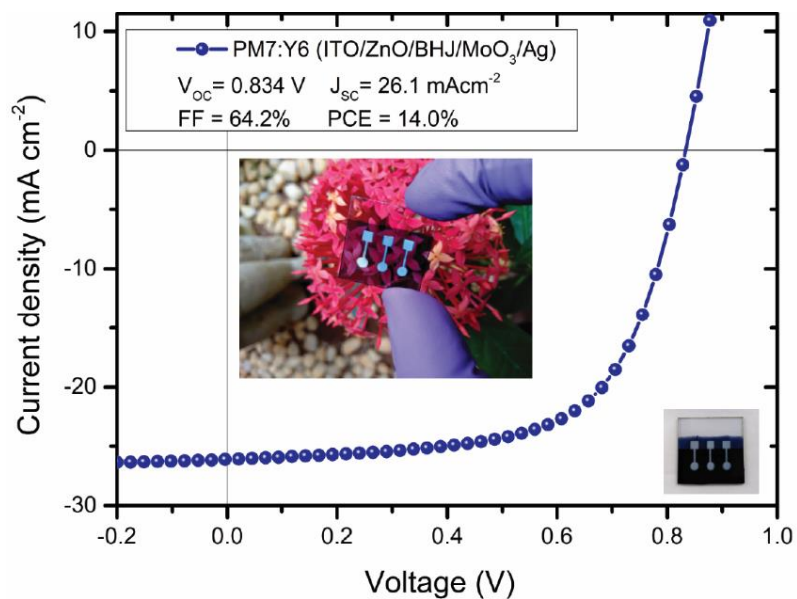 10
0
-10
-20
-30
Current density (mA cm⁻²)
PM7:Y6 (ITO/ZnO/BHJ/MoO₃/Ag)
V_OC= 0.834 V J_SC= 26.1 mAcm⁻²
FF = 64.2% PCE = 14.0%
-0.2 0.0 0.2 0.4 0.6 0.8 1.0
Voltage (V)